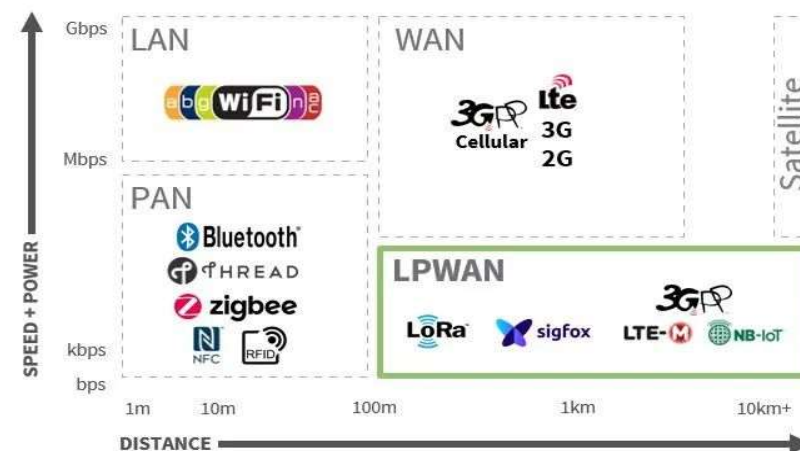 Gbps
LAN
WAN
Satellite
a b g WiFi n ac
3GPP
Lte
Cellular
3G
2G
Mbps
PAN
Bluetooth
THREAD
zigbee
NFC
RFID
LPWAN
3GPP
LoRa
sigfox
LTE-M
NB-IoT
SPEED + POWER
kbps
bps
1m 10m 100m 1km 10km+
DISTANCE